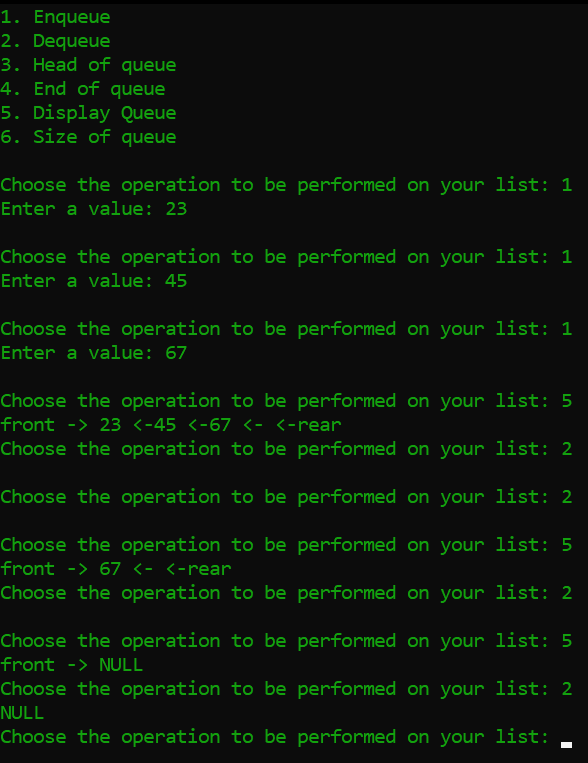 1. Enqueue
2. Dequeue
3. Head of queue
4. End of queue
5. Display Queue
6. Size of queue
Choose the operation to be performed on your list: 1
Enter a value: 23
Choose the operation to be performed on your list: 1
Enter a value: 45
Choose the operation to be performed on your list: 1
Enter a value: 67
Choose the operation to be performed on your list: 5
front -> 23 <-45 <-67 <- <-rear
Choose the operation to be performed on your list: 2
Choose the operation to be performed on your list: 2
Choose the operation to be performed on your list: 5
front -> 67 <- <-rear
Choose the operation to be performed on your list: 2
Choose the operation to be performed on your list: 5
front -> NULL
Choose the operation to be performed on your list: 2
NULL
Choose the operation to be performed on your list: